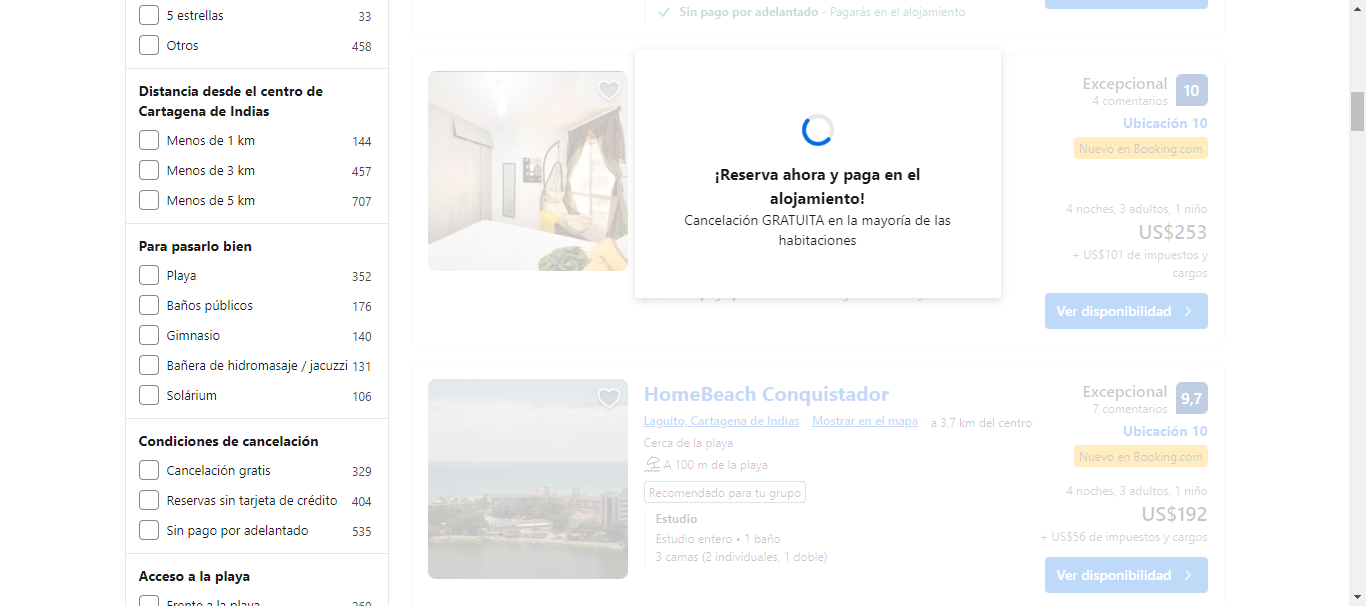 5 estrellas 33
Otros 458
Distancia desde el centro de
Cartagena de Indias
Menos de 1 km 144
Menos de 3 km 457
Menos de 5 km 707
Para pasarlo bien
Playa 352
Baños públicos 176
Gimnasio 140
Bañera de hidromasaje / jacuzzi 131
Solárium 106
Condiciones de cancelación
Cancelación gratis 329
Reservas sin tarjeta de crédito 404
Sin pago por adelantado 535
Acceso a la playa
Frente a la playa 260
Sin pago por adelantado - Pagarás en el alojamiento
¡Reserva ahora y paga en el
alojamiento!
Cancelación GRATUITA en la mayoría de las
habitaciones
Excepcional 10
4 comentarios
Ubicación 10
Nuevo en Booking.com
4 noches, 3 adultos, 1 niño
US$253
+ US$101 de impuestos y
cargos
Ver disponibilidad
HomeBeach Conquistador
Laguito, Cartagena de Indias Mostrar en el mapa a 3,7 km del centro
Cerca de la playa
A 100 m de la playa
Recomendado para tu grupo
Estudio
Estudio entero • 1 baño
3 camas (2 individuales, 1 doble)
Excepcional 9,7
7 comentarios
Ubicación 10
Nuevo en Booking.com
4 noches, 3 adultos, 1 niño
US$192
+ US$56 de impuestos y cargos
Ver disponibilidad